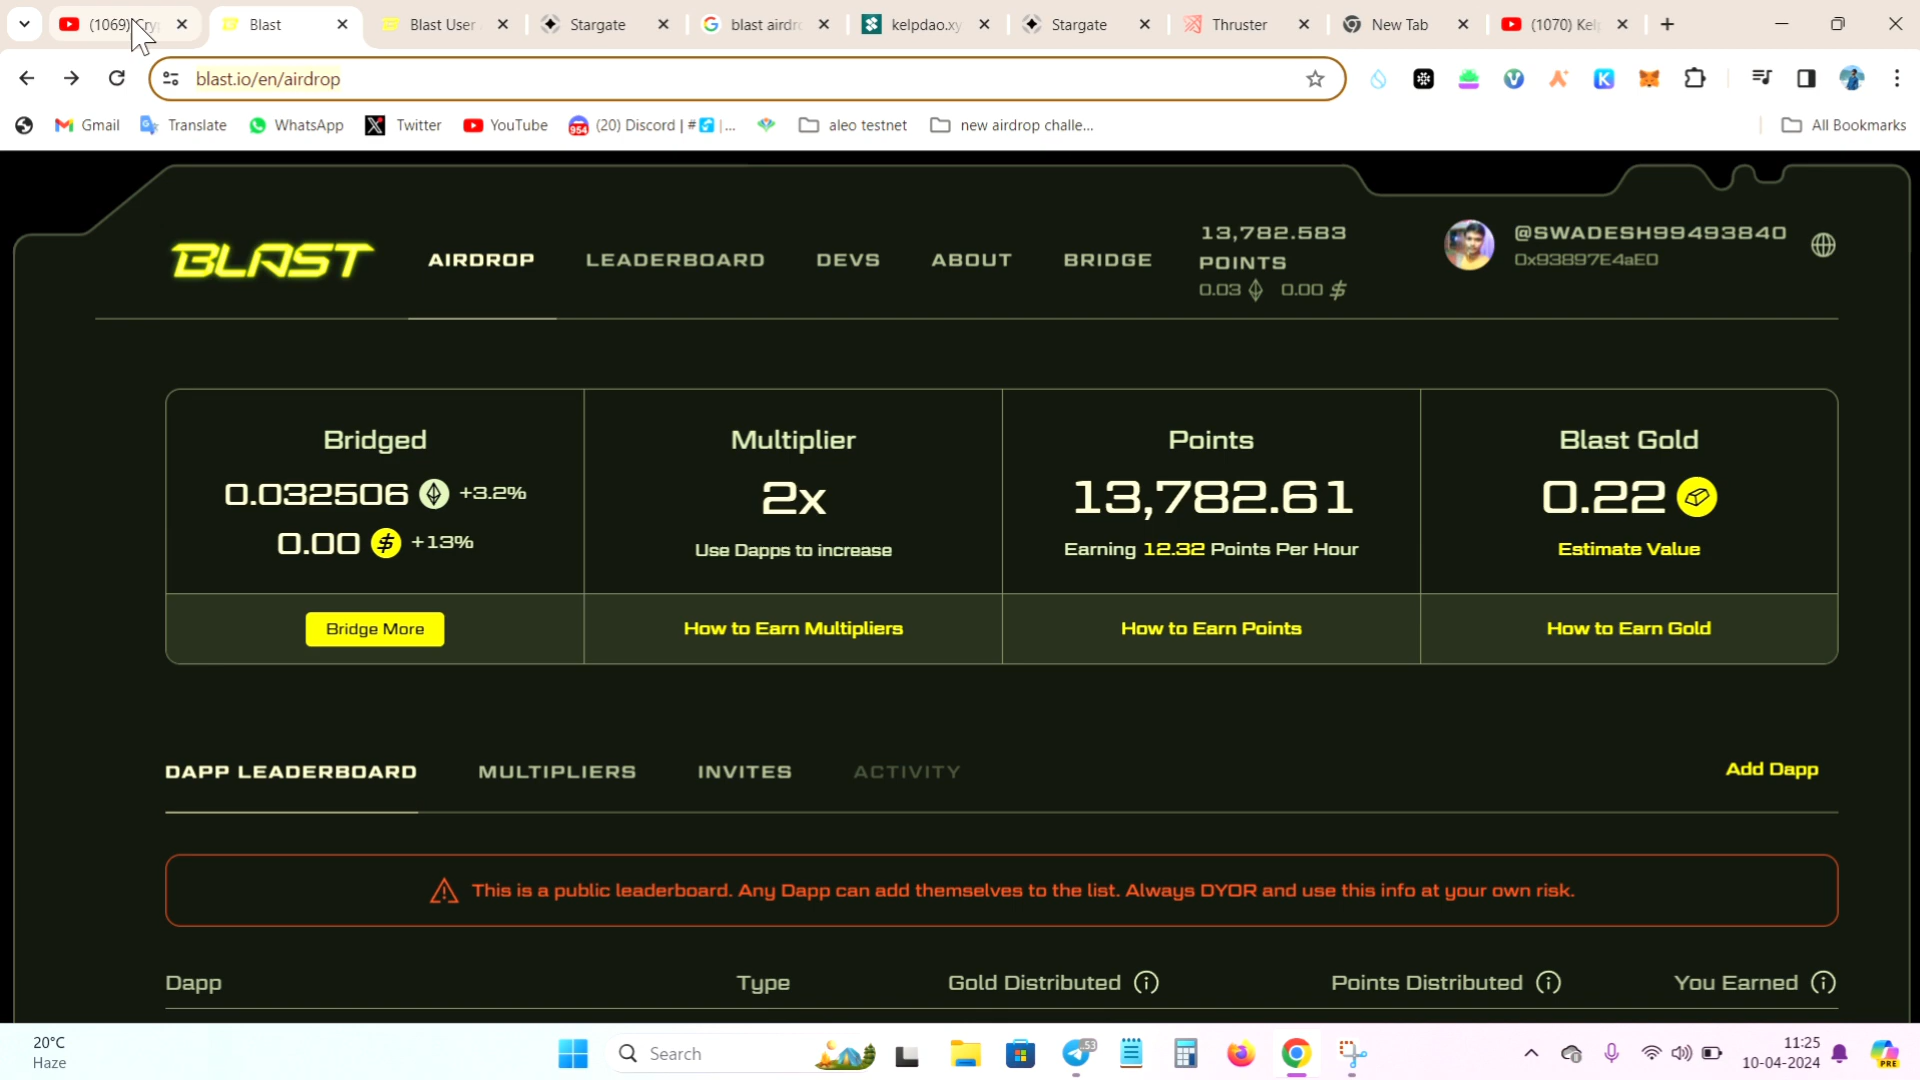 (1069) Cry
Blast
Blast User
Stargate
blast airdr
kelpdao.xy
Stargate
Thruster
New Tab
(1070) Kel
blast.io/en/airdrop
Gmail
Translate
WhatsApp
Twitter
YouTube
954
(20) Discord | #
| ...
aleo testnet
new airdrop challe...
All Bookmarks
BLAST
AIRDROP
LEADERBOARD
DEVS
ABOUT
BRIDGE
13,782.583
POINTS
0.03
0.00
@SWADESH99493840
0x93897E4aE0
Bridged
0.032506 +3.2%
0.00 +13%
Bridge More
Multiplier
2x
Use Dapps to increase
How to Earn Multipliers
Points
13,782.61
Earning 12.32 Points Per Hour
How to Earn Points
Blast Gold
0.22
Estimate Value
How to Earn Gold
DAPP LEADERBOARD
MULTIPLIERS
INVITES
ACTIVITY
Add Dapp
This is a public leaderboard. Any Dapp can add themselves to the list. Always DYOR and use this info at your own risk.
Dapp
Type
Gold Distributed
Points Distributed
You Earned
20°C
Haze
Search
53
11:25
10-04-2024
PRE